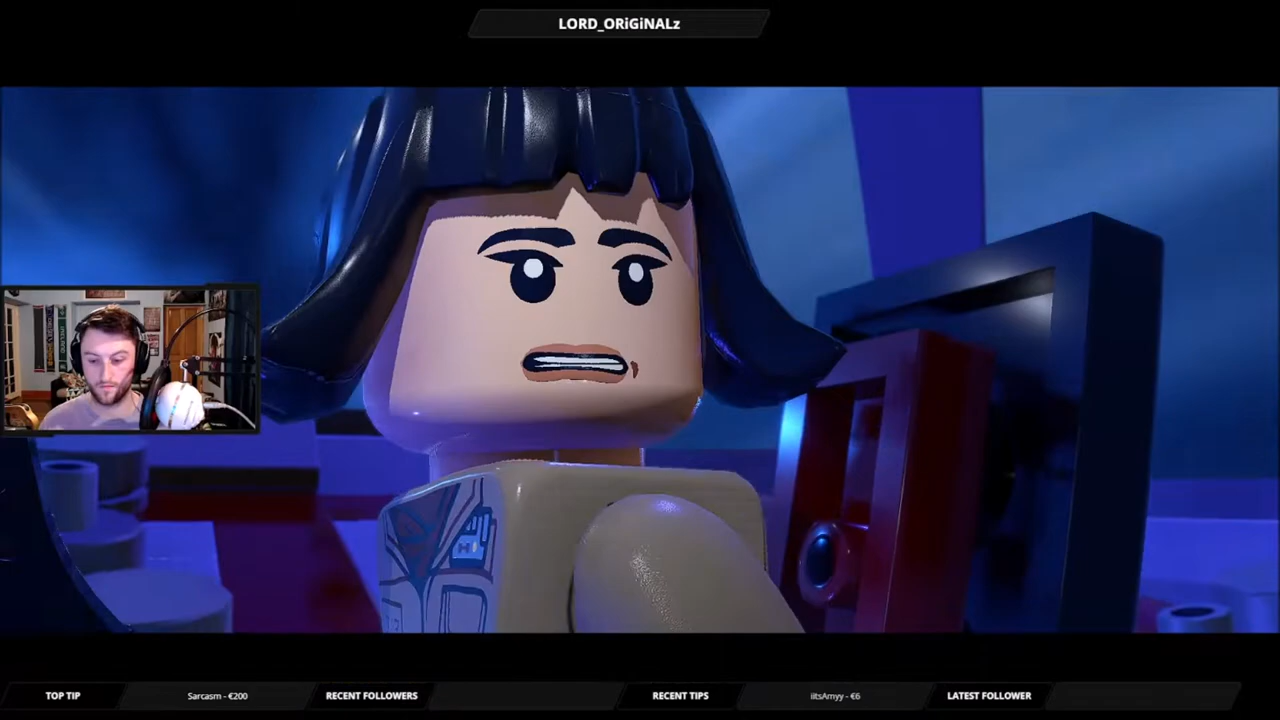 LORD_ORiGiNALz
TOP TIP
Sarcasm - €200
RECENT FOLLOWERS
RECENT TIPS
iitsAmyy - €6
LATEST FOLLOWER